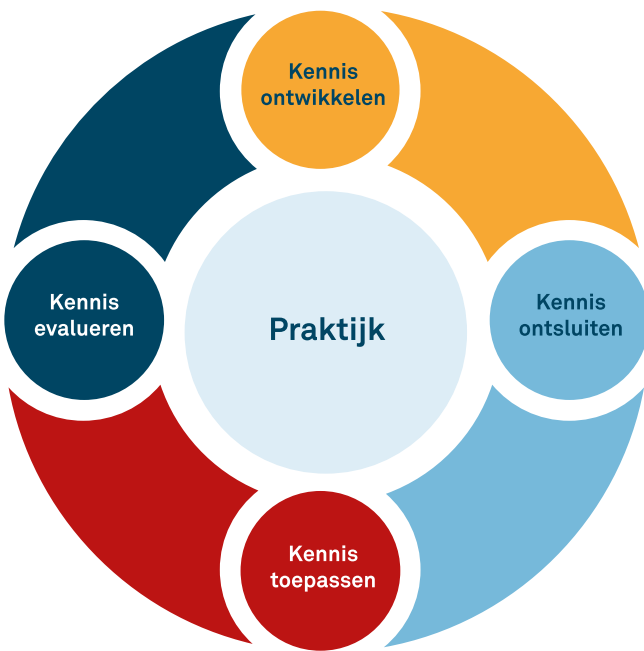 Kennis
ontwikkelen
Kennis
evalueren
Praktijk
Kennis
ontsluiten
Kennis
toepassen